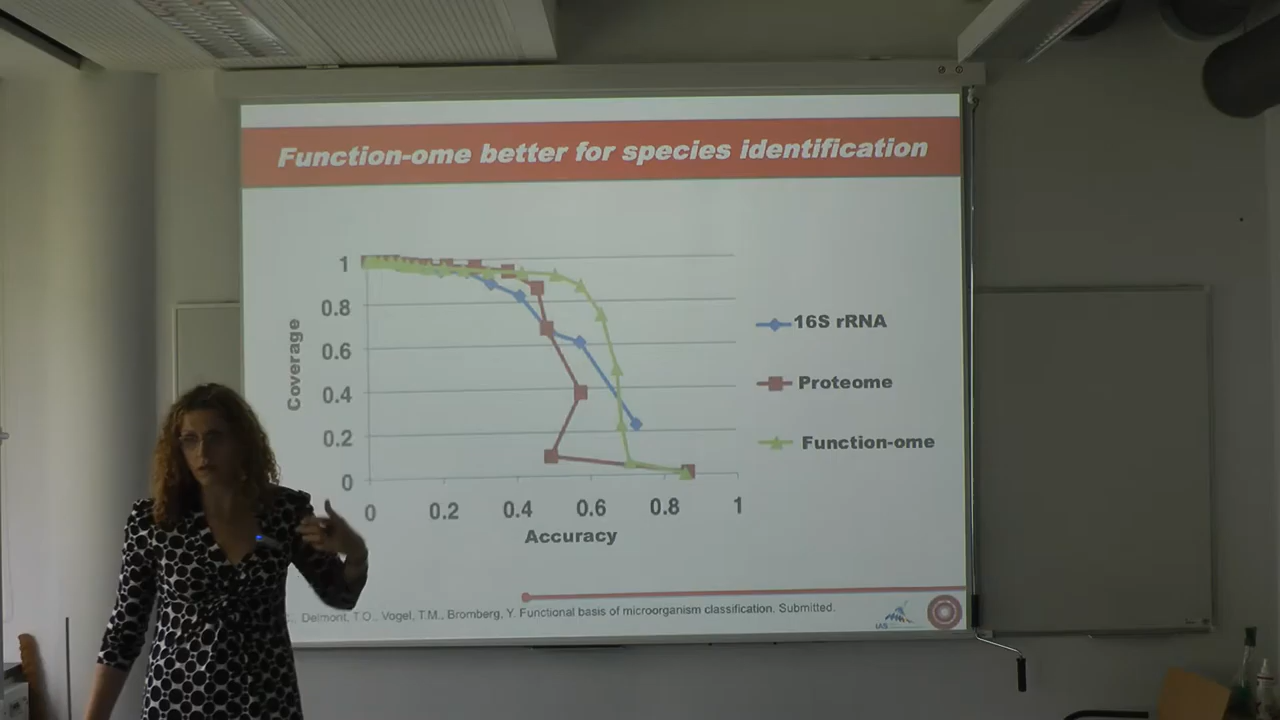 Function-ome better for species identification
Coverage
1
0.8
0.6
0.4
0.2
0
0 0.2 0.4 0.6 0.8 1
Accuracy
16S rRNA
Proteome
Function-ome
Delmont, T.O., Vogel, T.M., Bromberg, Y. Functional basis of microorganism classification. Submitted.
IAS